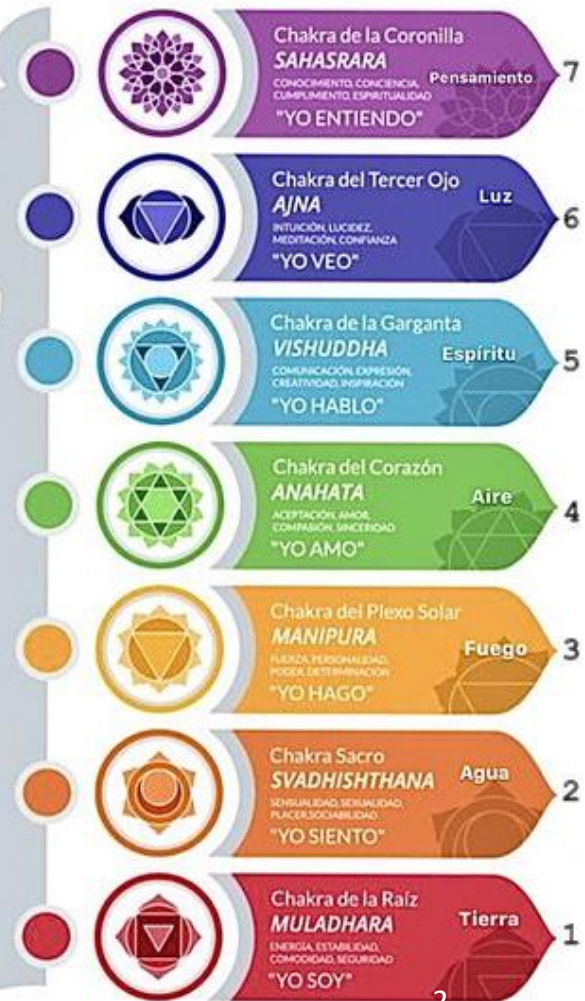 Chakra de la Coronilla
SAHASRARA
CONOCIMIENTO, CONCIENCIA,
CUMPLIMIENTO, ESPIRITUALIDAD
"YO ENTIENDO"
Pensamiento
7
Chakra del Tercer Ojo
AJNA
INTUICIÓN, LUCIDEZ,
MEDITACIÓN, CONFIANZA
"YO VEO"
Luz
6
Chakra de la Garganta
VISHUDDHA
COMUNICACIÓN, EXPRESIÓN,
CREATIVIDAD, INSPIRACIÓN
"YO HABLO"
Espíritu
5
Chakra del Corazón
ANAHATA
ACEPTACIÓN, AMOR,
COMPASIÓN, SINCERIDAD
"YO AMO"
Aire
4
Chakra del Plexo Solar
MANIPURA
FUERZA, PERSONALIDAD,
PODER, DETERMINACIÓN
"YO HAGO"
Fuego
3
Chakra Sacro
SVADHISHTHANA
SENSUALIDAD, SEXUALIDAD,
PLACER,SOCIABILIDAD
"YO SIENTO"
Agua
2
Chakra de la Raíz
MULADHARA
ENERGÍA, ESTABILIDAD,
COMODIDAD, SEGURIDAD
"YO SOY"
Tierra
1
2